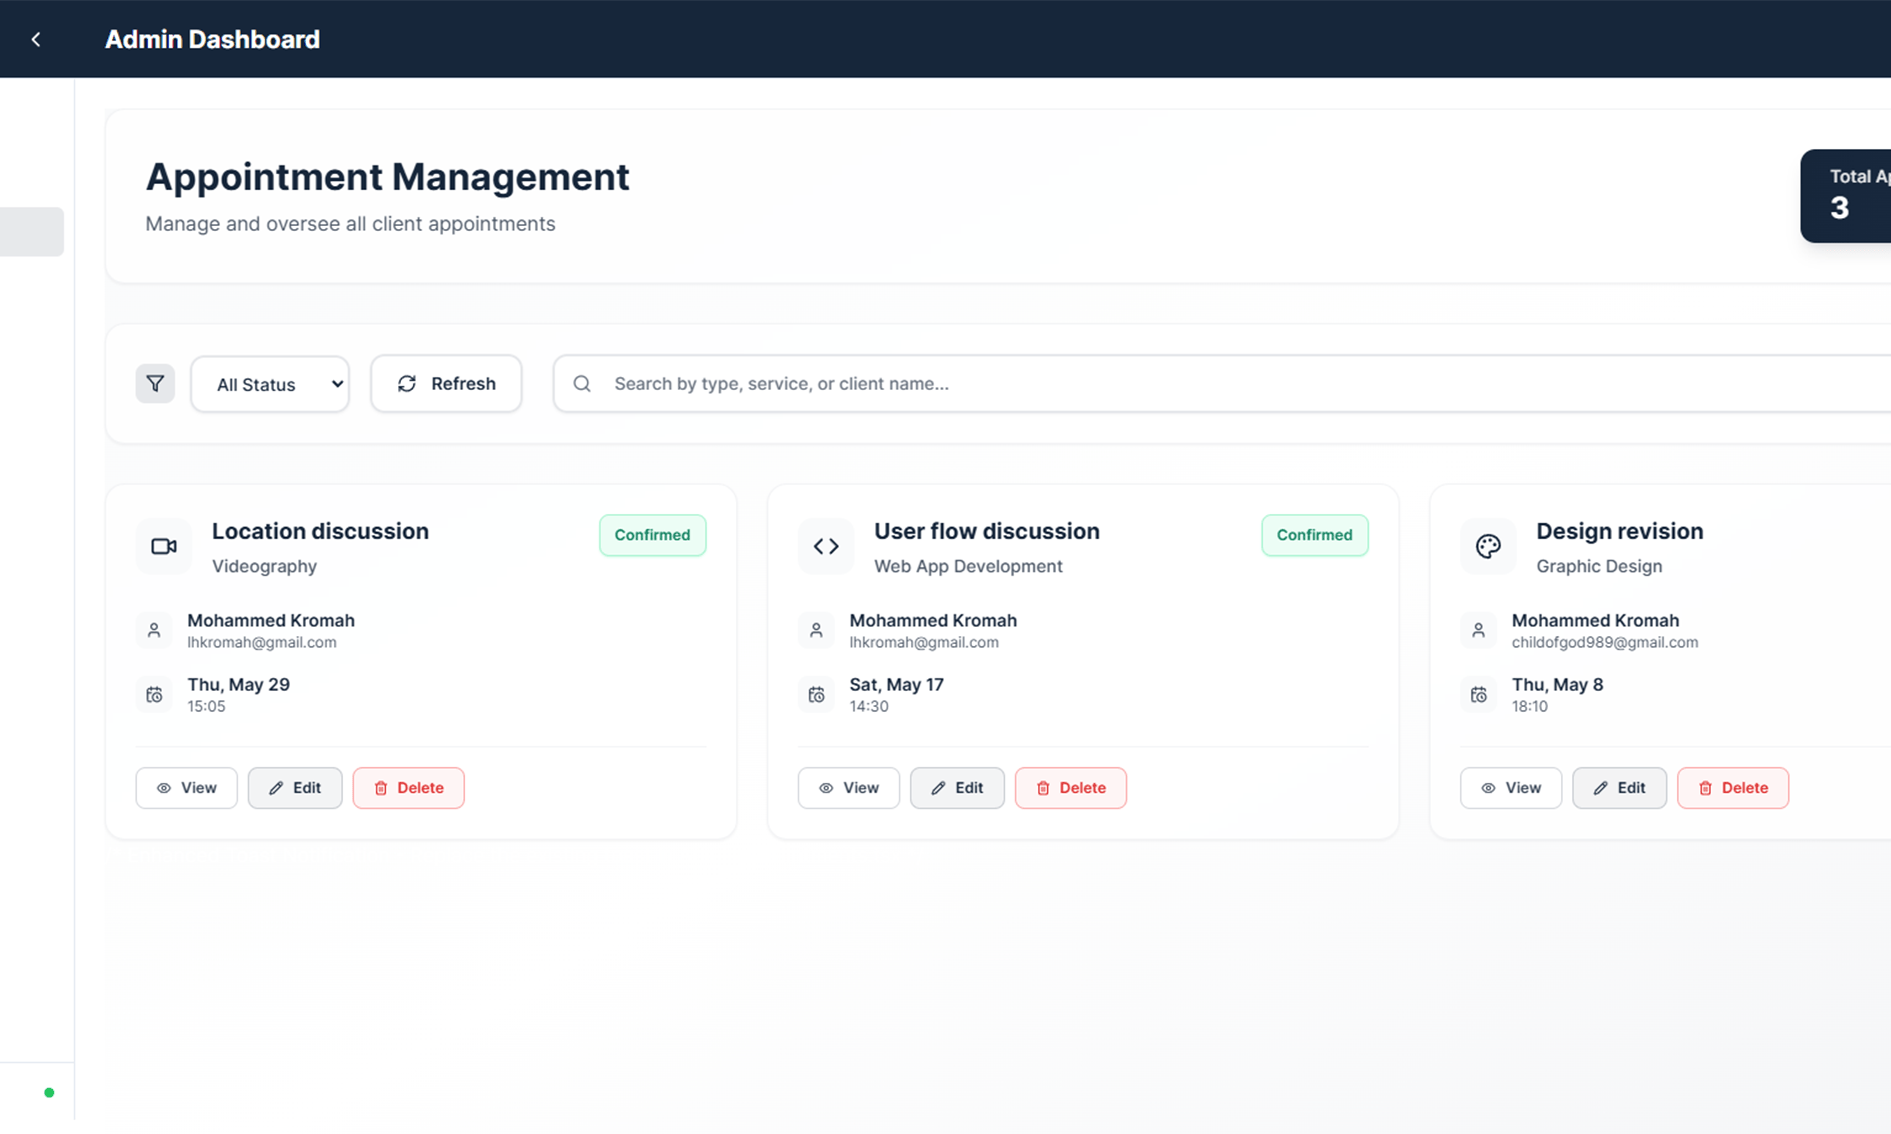 Admin Dashboard
Appointment Management
Manage and oversee all client appointments
Total
3
All Status
Refresh
Search by type, service, or client name...
Location discussion
Videography
Confirmed
Mohammed Kromah
lhkromah@gmail.com
Thu, May 29
15:05
View
Edit
Delete
User flow discussion
Web App Development
Confirmed
Mohammed Kromah
lhkromah@gmail.com
Sat, May 17
14:30
View
Edit
Delete
Design revision
Graphic Design
Mohammed Kromah
childofgod989@gmail.com
Thu, May 8
18:10
View
Edit
Delete